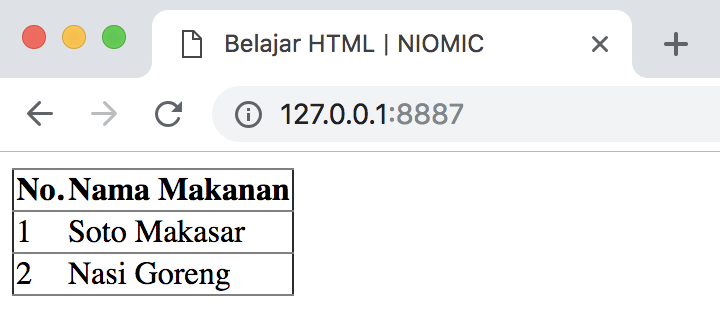 Belajar HTML | NIOMIC
127.0.0.1:8887
No. Nama Makanan
1 Soto Makasar
2 Nasi Goreng